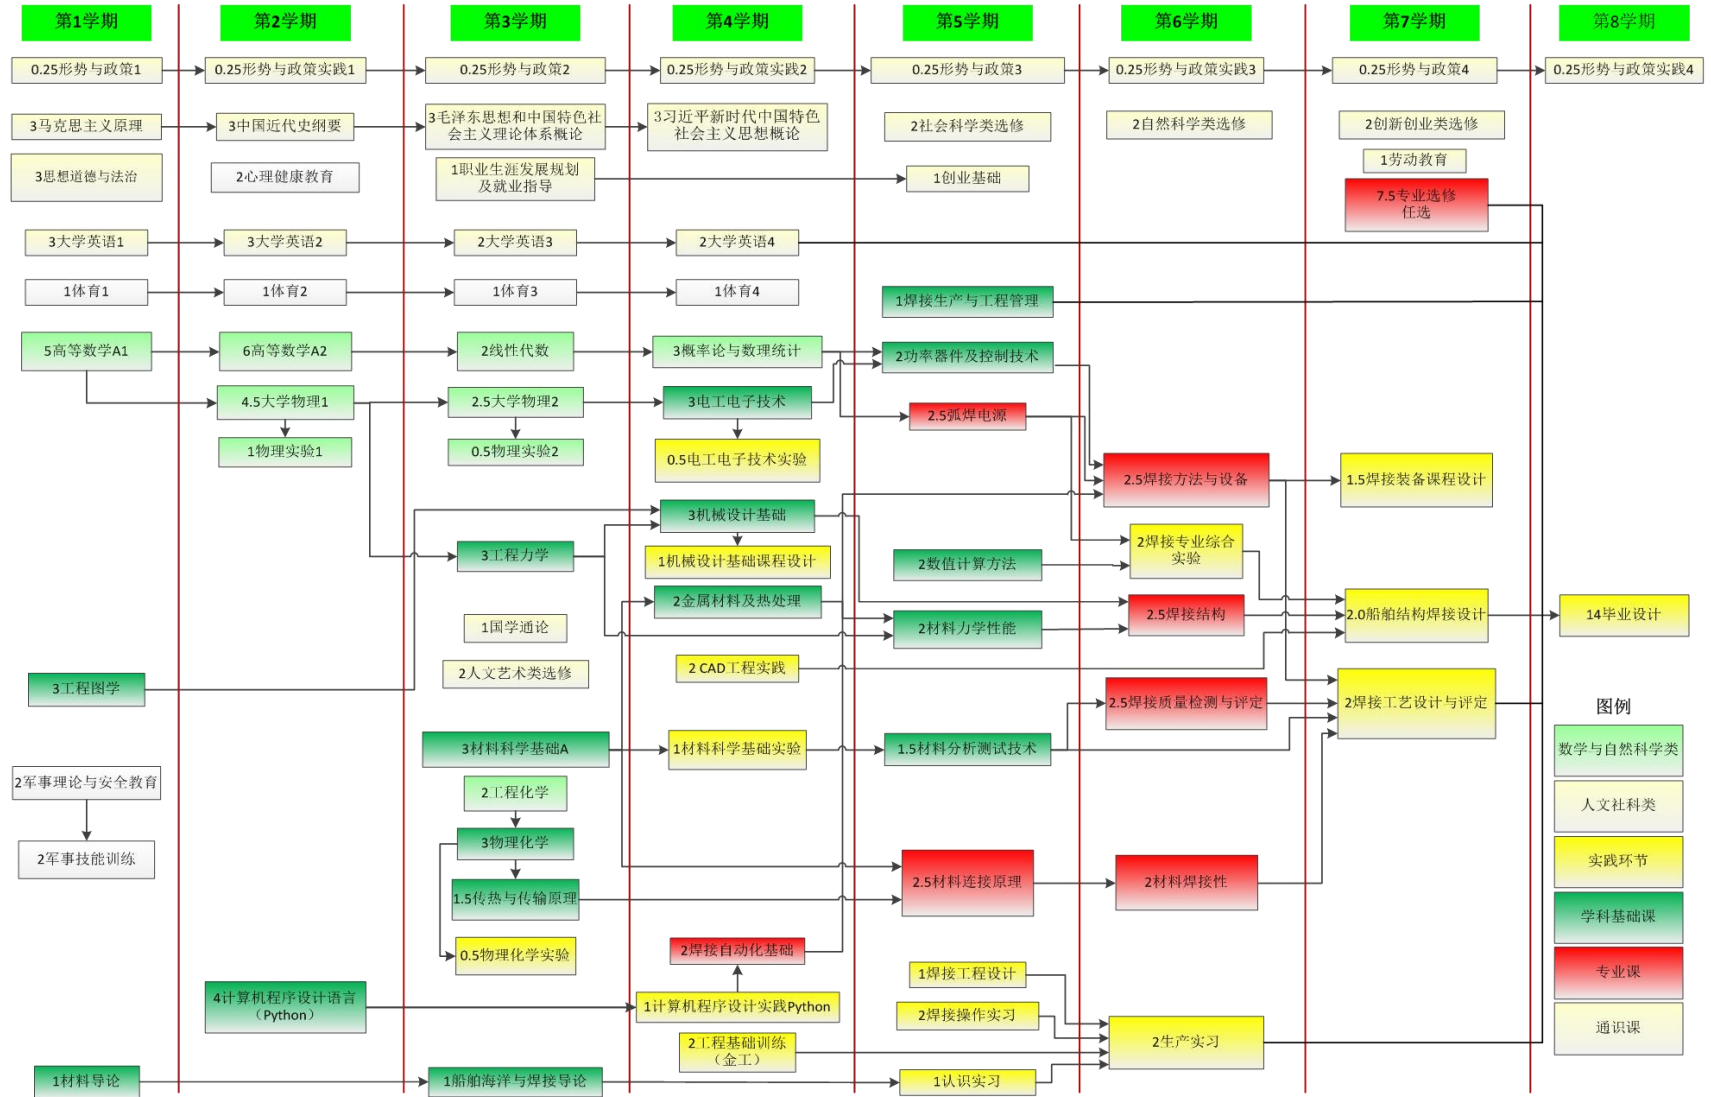 第1学期
第2学期
第3学期
第4学期
第5学期
第6学期
第7学期
第8学期
0.25形势与政策1
0.25形势与政策实践1
0.25形势与政策2
0.25形势与政策实践2
0.25形势与政策3
0.25形势与政策实践3
0.25形势与政策4
0.25形势与政策实践4
3马克思主义原理
3中国近代史纲要
3毛泽东思想和中国特色社
会主义理论体系概论
3习近平新时代中国特色
社会主义思想概论
2社会科学类选修
2自然科学类选修
2创新创业类选修
1劳动教育
3思想道德与法治
2心理健康教育
1职业生涯发展规划
及就业指导
1创业基础
7.5专业选修
任选
3大学英语1
3大学英语2
2大学英语3
2大学英语4
1体育1
1体育2
1体育3
1体育4
1焊接生产与工程管理
5高等数学A1
6高等数学A2
2线性代数
3概率论与数理统计
2功率器件及控制技术
4.5大学物理1
2.5大学物理2
3电工电子技术
2.5弧焊电源
1物理实验1
0.5物理实验2
0.5电工电子技术实验
2.5焊接方法与设备
1.5焊接装备课程设计
3机械设计基础
3工程力学
1机械设计基础课程设计
2数值计算方法
2焊接专业综合
实验
2金属材料及热处理
1国学通论
2材料力学性能
2.5焊接结构
2.0船舶结构焊接设计
14毕业设计
2人文艺术类选修
2 CAD工程实践
3工程图学
2.5焊接质量检测与评定
2焊接工艺设计与评定
图例
3材料科学基础A
1材料科学基础实验
1.5材料分析测试技术
数学与自然科学类
2军事理论与安全教育
2工程化学
人文社科类
3物理化学
2军事技能训练
实践环节
1.5传热与传输原理
2.5材料连接原理
2材料焊接性
学科基础课
0.5物理化学实验
2焊接自动化基础
1焊接工程设计
专业课
4计算机程序设计语言
（Python）
1计算机程序设计实践Python
2焊接操作实习
通识课
2工程基础训练
（金工）
2生产实习
1材料导论
1船舶海洋与焊接导论
1认识实习